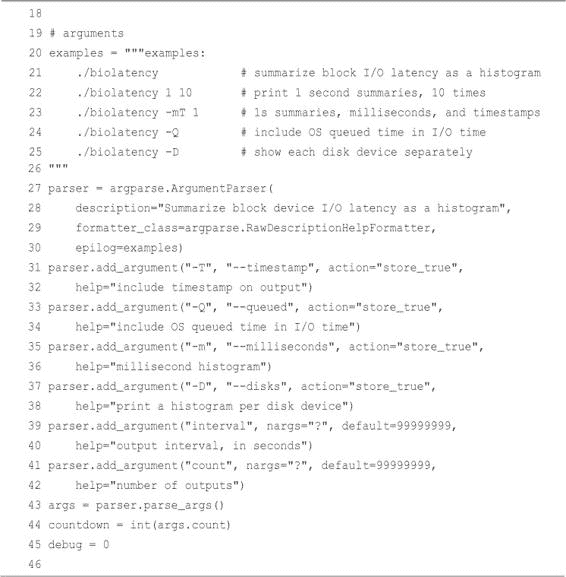 18
19 # arguments
20 examples = """examples:
21     ./biolatency            # summarize block I/O latency as a histogram
22     ./biolatency 1 10       # print 1 second summaries, 10 times
23     ./biolatency -mT 1      # 1s summaries, milliseconds, and timestamps
24     ./biolatency -Q         # include OS queued time in I/O time
25     ./biolatency -D         # show each disk device separately
26 """
27 parser = argparse.ArgumentParser(
28     description="Summarize block device I/O latency as a histogram",
29     formatter_class=argparse.RawDescriptionHelpFormatter,
30     epilog=examples)
31 parser.add_argument("-T", "--timestamp", action="store_true",
32     help="include timestamp on output")
33 parser.add_argument("-Q", "--queued", action="store_true",
34     help="include OS queued time in I/O time")
35 parser.add_argument("-m", "--milliseconds", action="store_true",
36     help="millisecond histogram")
37 parser.add_argument("-D", "--disks", action="store_true",
38     help="print a histogram per disk device")
39 parser.add_argument("interval", nargs="?", default=99999999,
40     help="output interval, in seconds")
41 parser.add_argument("count", nargs="?", default=99999999,
42     help="number of outputs")
43 args = parser.parse_args()
44 countdown = int(args.count)
45 debug = 0
46